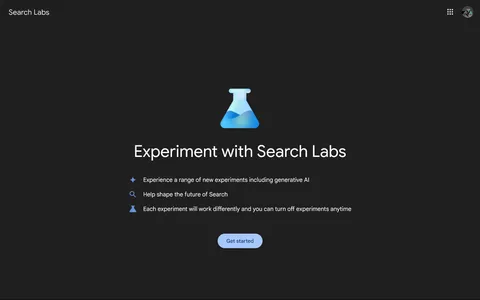 Search Labs
Experiment with Search Labs
Experience a range of new experiments including generative AI
Help shape the future of Search
Each experiment will work differently and you can turn off experiments anytime
Get started